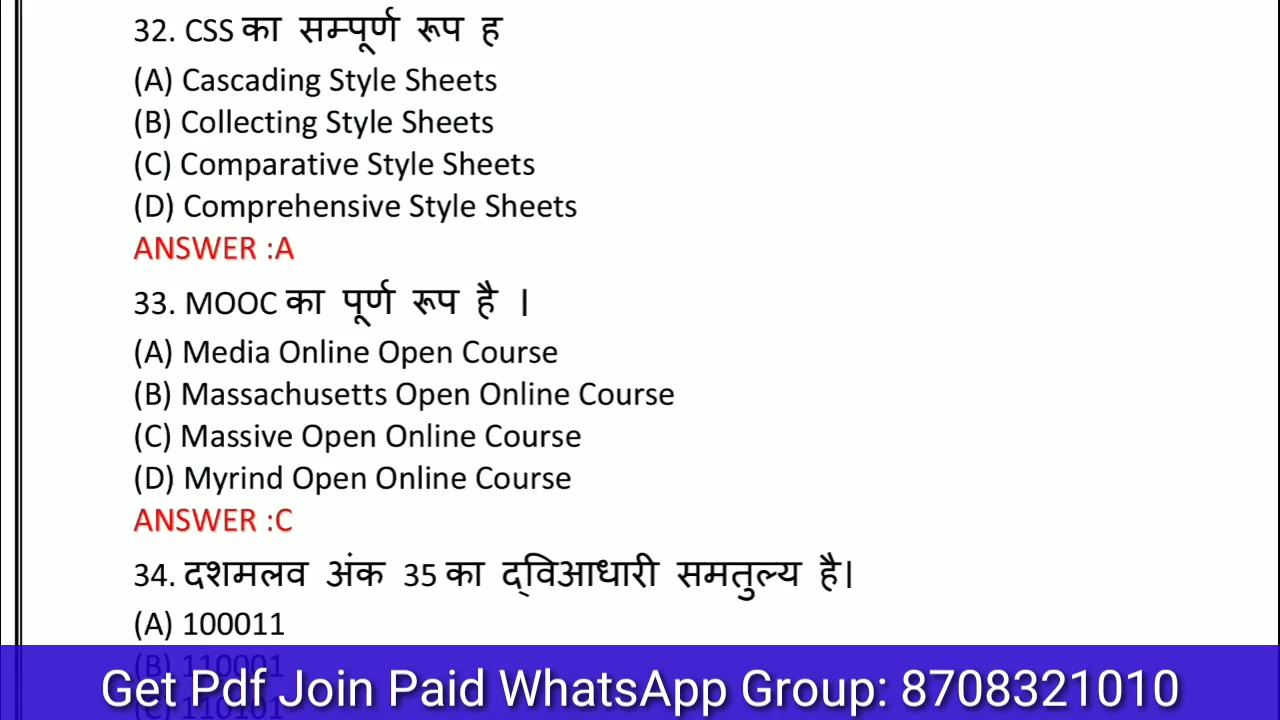 32. CSS का सम्पूर्ण रूप ह
(A) Cascading Style Sheets
(B) Collecting Style Sheets
(C) Comparative Style Sheets
(D) Comprehensive Style Sheets
ANSWER :A
33. MOOC का पूर्ण रूप है ।
(A) Media Online Open Course
(B) Massachusetts Open Online Course
(C) Massive Open Online Course
(D) Myrind Open Online Course
ANSWER :C
34. दशमलव अंक 35 का द्विआधारी समतुल्य है।
(A) 100011
(B) 110001
(C) 110101
Get Pdf Join Paid WhatsApp Group: 8708321010